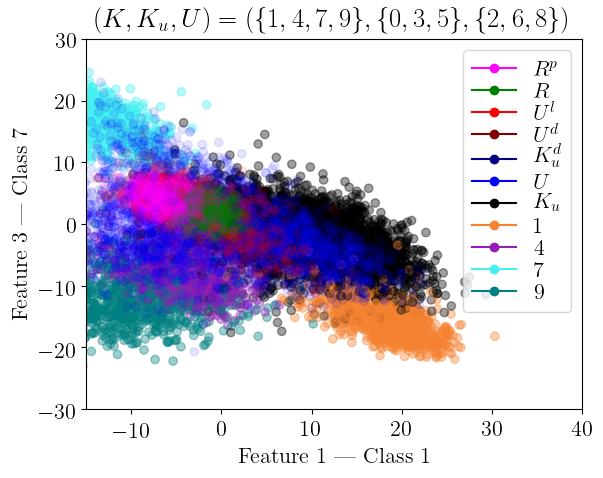 (K, K_u, U) = ({1, 4, 7, 9}, {0, 3, 5}, {2, 6, 8})
30
20
10
0
−10
−20
−30
Feature 3 — Class 7
R^p
R
U^l
U^d
K_u^d
U
K_u
1
4
7
9
−10
0
10
20
30
40
Feature 1 — Class 1